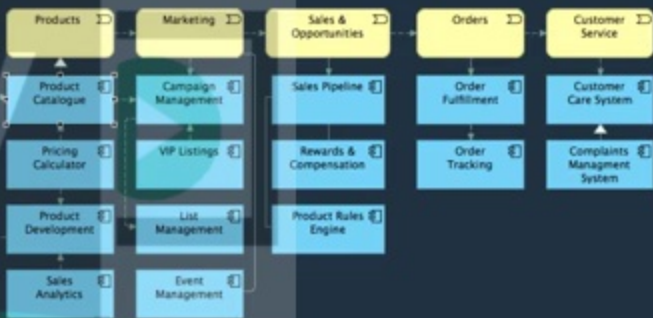 Products
Marketing
Sales &
Opportunities
Orders
Customer
Service
Product
Catalogue
Campaign
Management
Sales Pipeline
Order
Fulfillment
Customer
Care System
Pricing
Calculator
VIP Listings
Rewards &
Compensation
Order
Tracking
Complaints
Managment
System
Product
Development
List
Management
Product Rules
Engine
Sales
Analytics
Event
Management